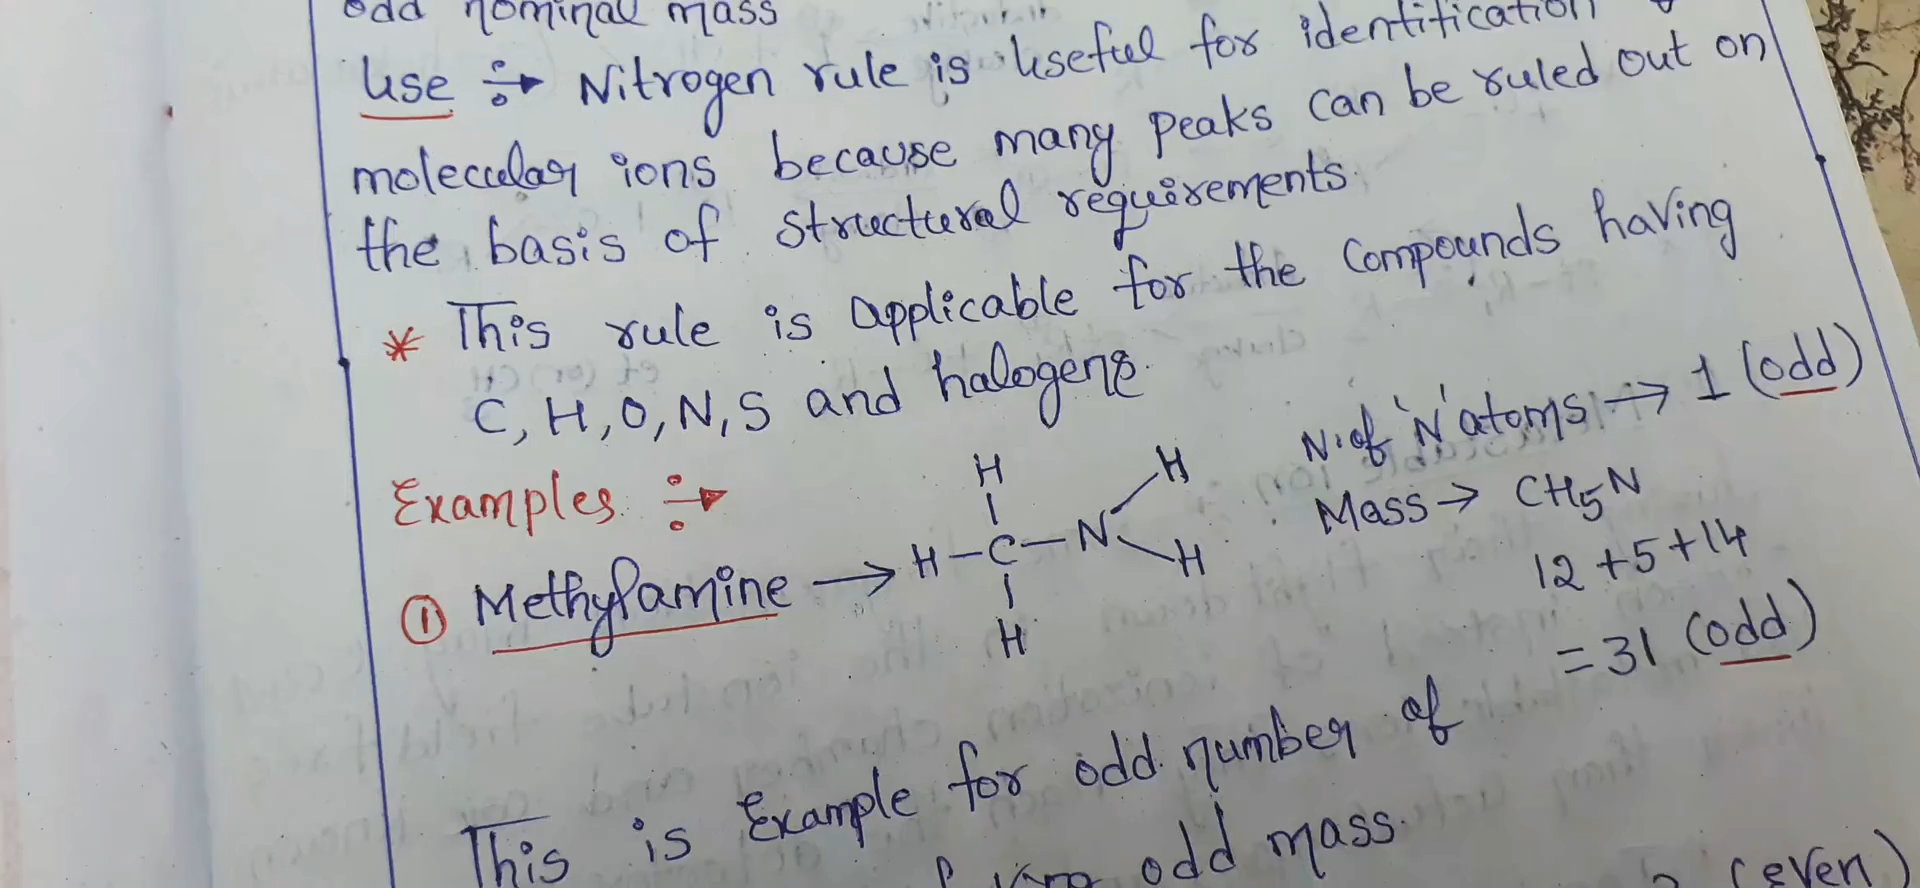 odd nominal mass
Use ÷→ Nitrogen rule is useful for identification
molecular ions because many peaks can be ruled out on
the basis of structural requirements.
* This rule is applicable for the compounds having
C, H, O, N, S and halogens.
Examples ÷→
① Methylamine → H-C-N
H
H
H
H
N.of 'N' atoms → 1 (odd)
Mass → CH5N
12 + 5 + 14
= 31 (odd)
This is Example for odd number of
odd mass.
(even)